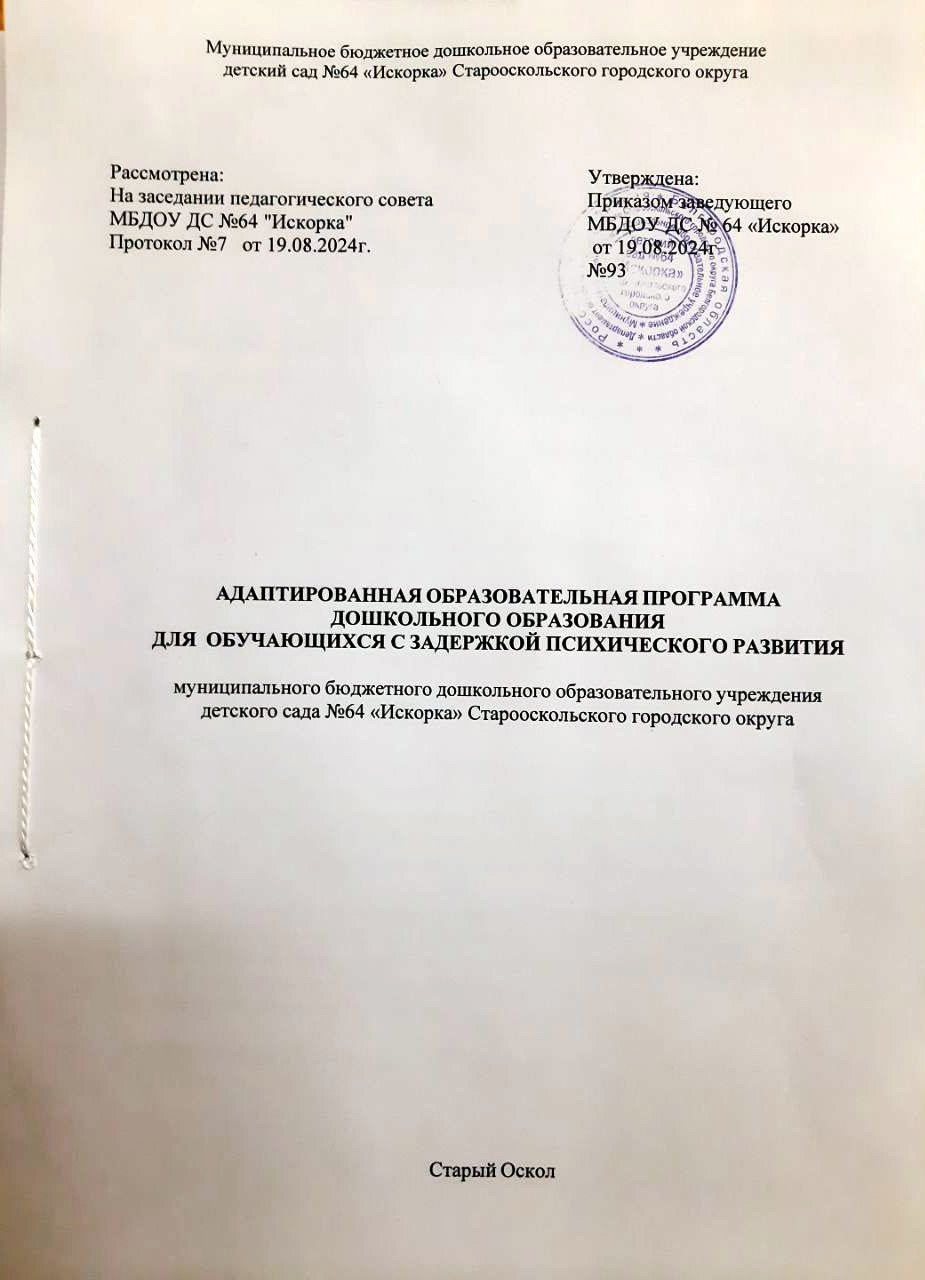 Муниципальное бюджетное дошкольное образовательное учреждение
детский сад №64 «Искорка» Старооскольского городского округа
Рассмотрена:
На заседании педагогического совета
МБДОУ ДС №64 "Искорка"
Протокол №7 от 19.08.2024г.
Утверждена:
Приказом заведующего
МБДОУ ДС № 64 «Искорка»
от 19.08.2024г
№93
АДАПТИРОВАННАЯ ОБРАЗОВАТЕЛЬНАЯ ПРОГРАММА
ДОШКОЛЬНОГО ОБРАЗОВАНИЯ
ДЛЯ ОБУЧАЮЩИХСЯ С ЗАДЕРЖКОЙ ПСИХИЧЕСКОГО РАЗВИТИЯ
муниципального бюджетного дошкольного образовательного учреждения
детского сада №64 «Искорка» Старооскольского городского округа
Старый Оскол